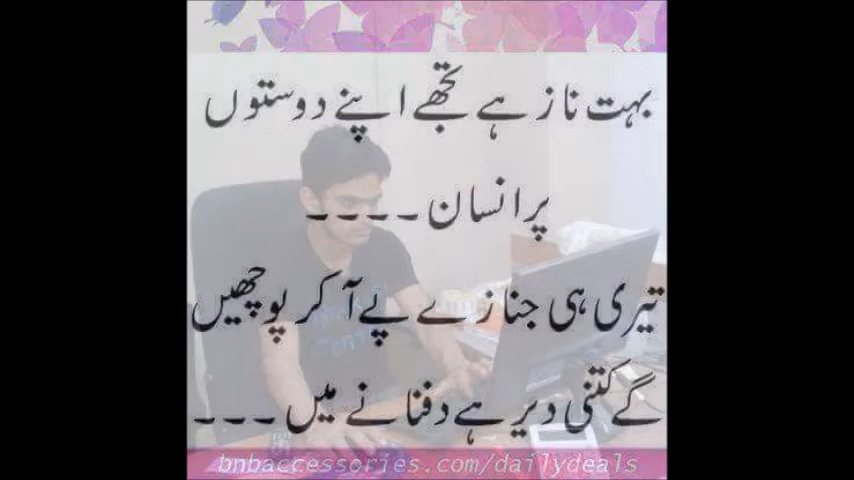 بہت ناز ہے تجھے اپنے دوستوں
پر انسان ۔۔۔۔
تیری ہی جنازے پے آ کر پوچھیں
گے کتنی دیر ہے دفنانے میں ۔۔۔
bnbaccessories.com/dailydeals